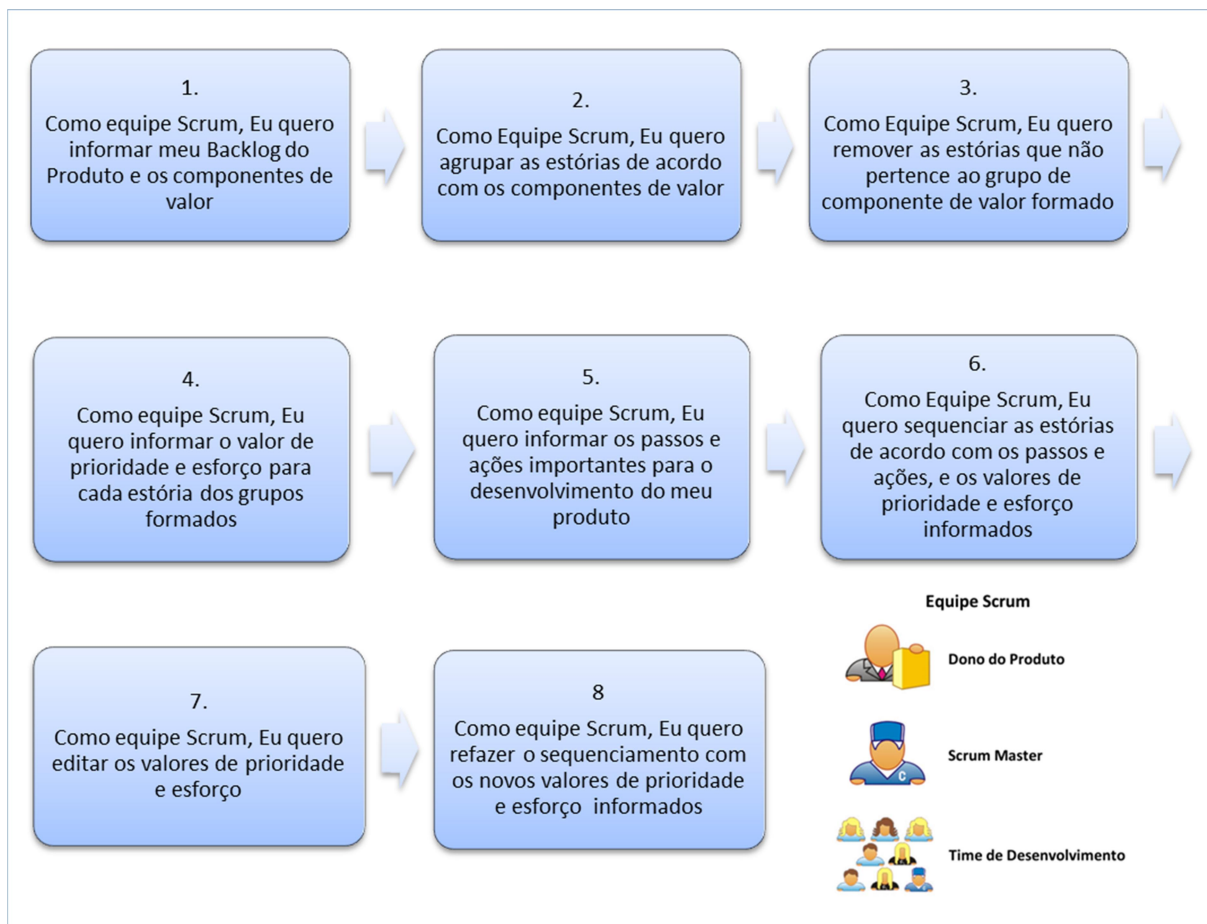 1.
Como equipe Scrum, Eu quero
informar meu Backlog do
Produto e os componentes de
valor
2.
Como Equipe Scrum, Eu quero
agrupar as estórias de acordo
com os componentes de valor
3.
Como Equipe Scrum, Eu quero
remover as estórias que não
pertence ao grupo de
componente de valor formado
4.
Como equipe Scrum, Eu
quero informar o valor de
prioridade e esforço para
cada estória dos grupos
formados
5.
Como equipe Scrum, Eu
quero informar os passos e
ações importantes para o
desenvolvimento do meu
produto
6.
Como Equipe Scrum, Eu
quero sequenciar as estórias
de acordo com os passos e
ações, e os valores de
prioridade e esforço
informados
7.
Como equipe Scrum, Eu quero
editar os valores de prioridade
e esforço
8
Como equipe Scrum, Eu quero
refazer o sequenciamento com
os novos valores de prioridade
e esforço informados
Equipe Scrum
Dono do Produto
Scrum Master
C
Time de Desenvolvimento